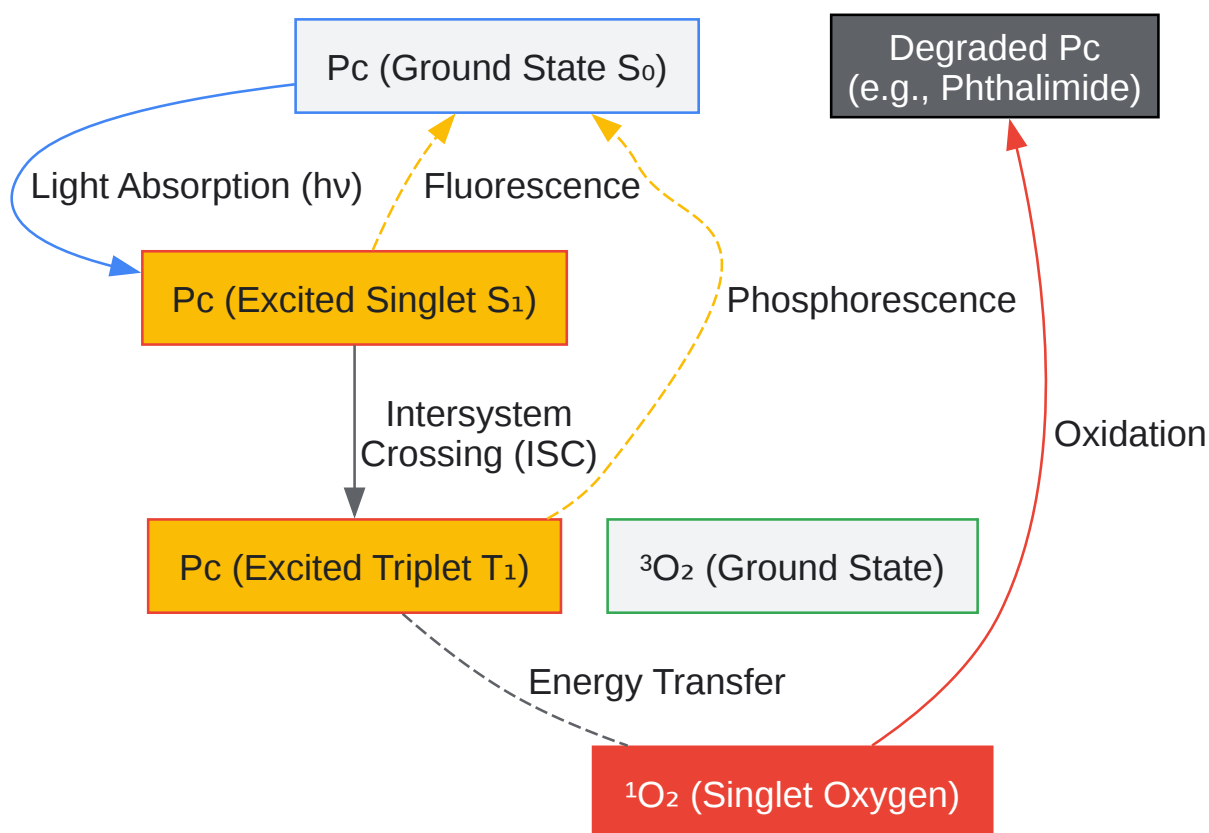 Pc (Ground State S₀)
Degraded Pc
(e.g., Phthalimide)
Light Absorption (hν)
Fluorescence
Pc (Excited Singlet S₁)
Phosphorescence
Intersystem
Crossing (ISC)
Oxidation
Pc (Excited Triplet T₁)
³O₂ (Ground State)
Energy Transfer
¹O₂ (Singlet Oxygen)